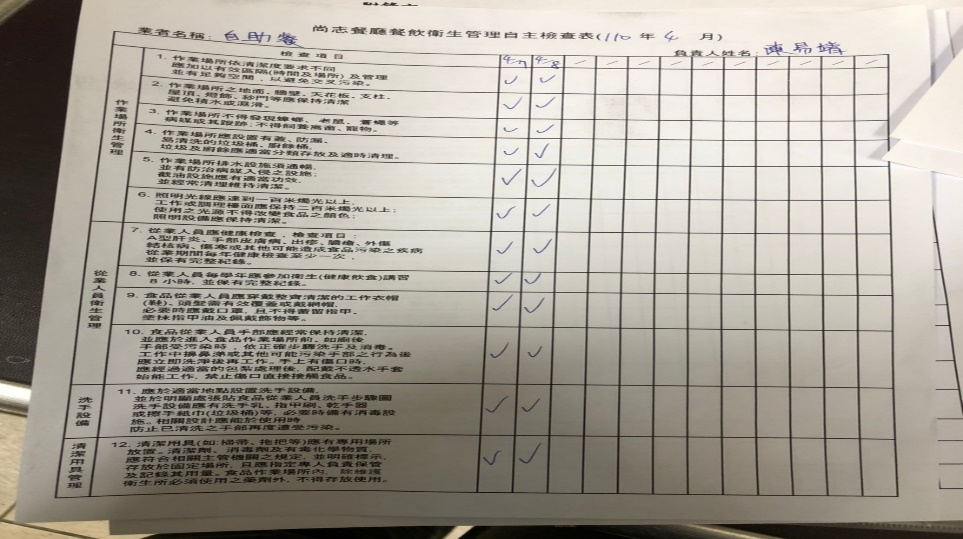 尚志餐廳餐飲衛生管理自主檢查表(110 年 4 月)
業者名稱: 自助餐
負責人姓名:
檢查項目 4-7 4-8
作業場所衛生管理
1. 作業場所依清潔度要求不同
應加以有效區隔(時間及場所)及管理
並有足夠空間,以避免交叉污染。
2. 作業場所之地面、牆壁、天花板、支柱、
屋頂、燈飾、紗門等應保持清潔
避免積水或濕滑。
3. 作業場所不得發現蟑螂、老鼠、蒼蠅等
病媒或其蹤跡;不得飼養禽畜、寵物。
4. 作業場所應設置有蓋、防漏、
易清洗的垃圾桶、廚餘桶,
垃圾及廚餘應適當分類存放及適時清理。
5. 作業場所排水設施須通暢,
並有防治病媒入侵之設施;
截油設施應有適當功效,
並經常清理維持清潔。
6. 照明光線應達到一百米燭光以上,
工作或調理檯面應保持二百米燭光以上;
使用之光源不得改變食品之顏色;
照明設備應保持清潔。
從業人員衛生管理
7. 從業人員應健康檢查,檢查項目:
A型肝炎、手部皮膚病、出疹、膿瘡、外傷
結核病、傷寒或其他可能造成食品污染之疾病
從業期間每年健康檢查至少一次,
並保有完整紀錄。
8. 從業人員每學年應參加衛生(健康飲食)講習
8 小時,並保有完整紀錄。
9. 食品從業人員應穿戴整齊清潔的工作衣帽
(鞋)、頭髮需有效覆蓋或戴網帽,
必要時應戴口罩,且不得蓄留指甲、
塗抹指甲油及佩戴飾物等。
10. 食品從業人員手部應經常保持清潔,
並應於進入食品作業場所前、如廁後
手部受污染時,依正確步驟洗手及消毒。
工作中擤鼻涕或其他可能污染手部之行為後
應立即洗淨後再工作。手上有傷口時,
應經過適當的包紮處理後,配戴不透水手套
始能工作,禁止傷口直接接觸食品。
洗手設備
11. 應於適當地點設置洗手設備,
並於明顯處張貼食品從業人員洗手步驟圖
洗手設備應有洗手乳、指甲刷、乾手器
或擦手紙巾(垃圾桶)等,必要時備有消毒設
施。相關設計應能於使用時
防止已清洗之手部再度遭受污染。
清潔用具管理
12. 清潔用具(如:掃帶、拖把等)應有專用場所
放置。清潔劑、消毒劑及有毒化學物質,
應符合相關主管機關之規定,並明確標示,
存放於固定場所,且應指定專人負責保管
及記錄其用量。食品作業場所內,除維護
衛生所必須使用之藥劑外,不得存放使用。